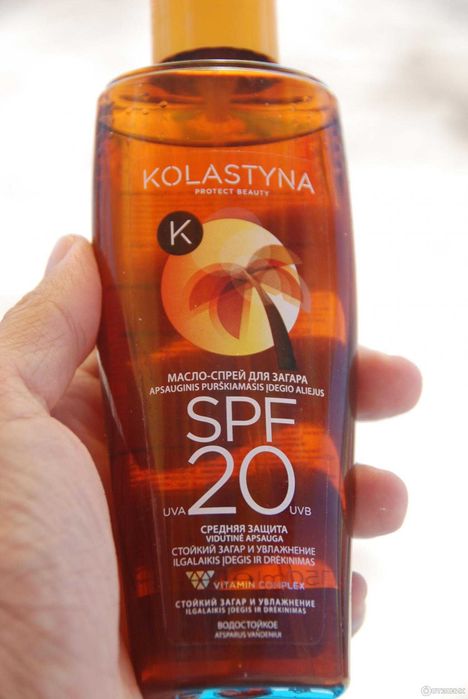 KOLASTYNA
PROTECT BEAUTY
K
МАСЛО-СПРЕЙ ДЛЯ ЗАГАРА
APSAUGINIS PURŠKIAMASIS ĮDEGIO ALIEJUS
SPF
UVA 20 UVB
СРЕДНЯЯ ЗАЩИТА
VIDUTINĖ APSAUGA
СТОЙКИЙ ЗАГАР И УВЛАЖНЕНИЕ
ILGALAIKIS ĮDEGIS IR DRĖKINIMAS
VITAMIN COMPLEX
СТОЙКИЙ ЗАГАР И УВЛАЖНЕНИЕ
ILGALAIKIS ĮDEGIS IR DRĖKINIMAS
ВОДОСТОЙКОЕ
ATSPARUS VANDENIUI